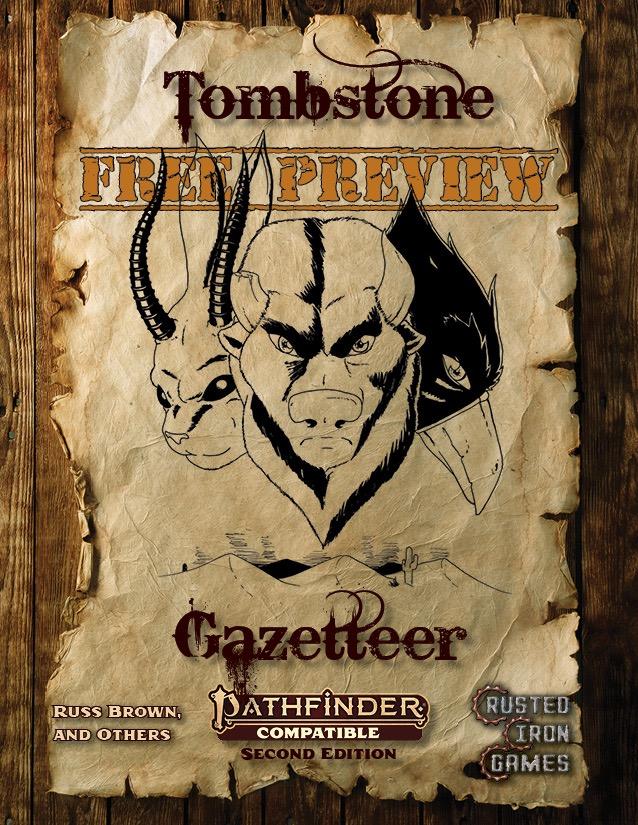 Tombstone
FREE PREVIEW
Gazetteer
Russ Brown,
and Others
PATHFINDER
COMPATIBLE
Second Edition
Rusted
Iron
Games